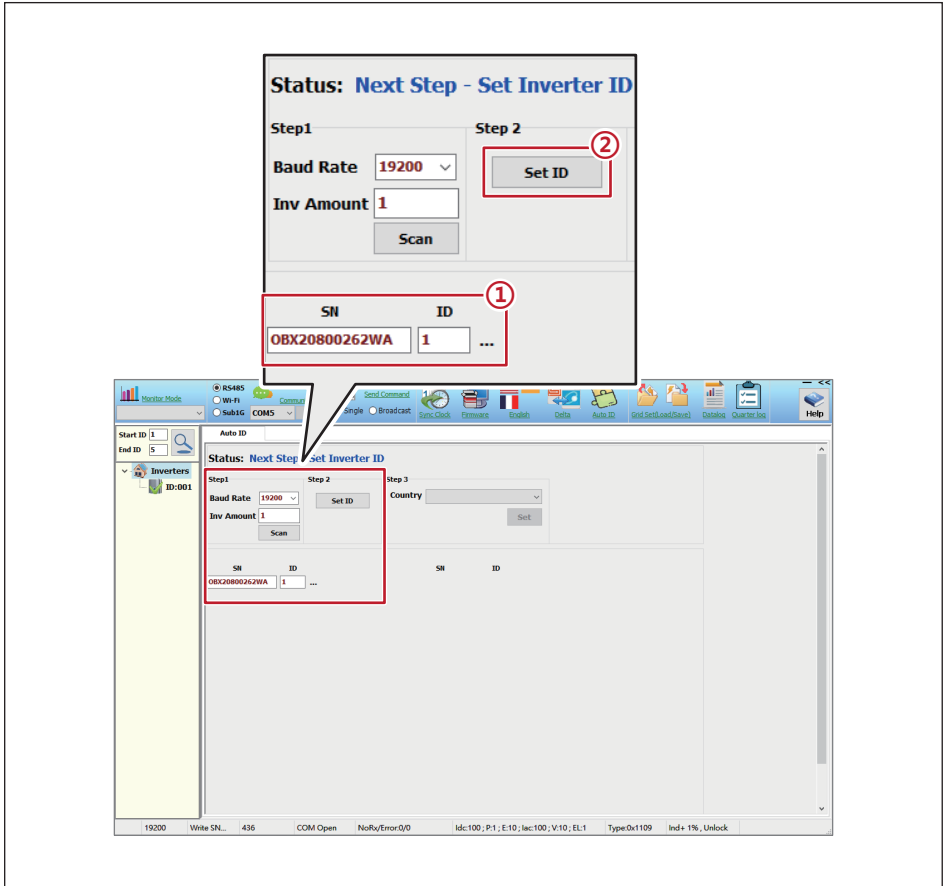 Status: Next Step - Set Inverter ID
Step1
Step 2
②
Baud Rate 19200
Set ID
Inv Amount 1
Scan
①
SN ID
OBX20800262WA 1 ...
Monitor Mode
RS485
Wi-Fi
Sub1G COM5
Send Command
Broadcast
Sync Clock
Firmware
English
Delta
Auto ID
Grid Set(Load/Save)
Datalog
Quarter log
<<
Help
Start ID 1
End ID 5
Inverters
ID:001
Auto ID
Status: Next Step Set Inverter ID
Step1 Step 2 Step 3
Baud Rate 19200 Set ID Country
Inv Amount 1 Set
Scan
SN ID SN ID
OBX20800262WA 1 ...
19200 Write SN... 436 COM Open NoRx/Error:0/0 Idc:100 ; P:1 ; E:10 ; Iac:100 ; V:10 ; EL:1 Type:0x1109 Ind+ 1% , Unlock